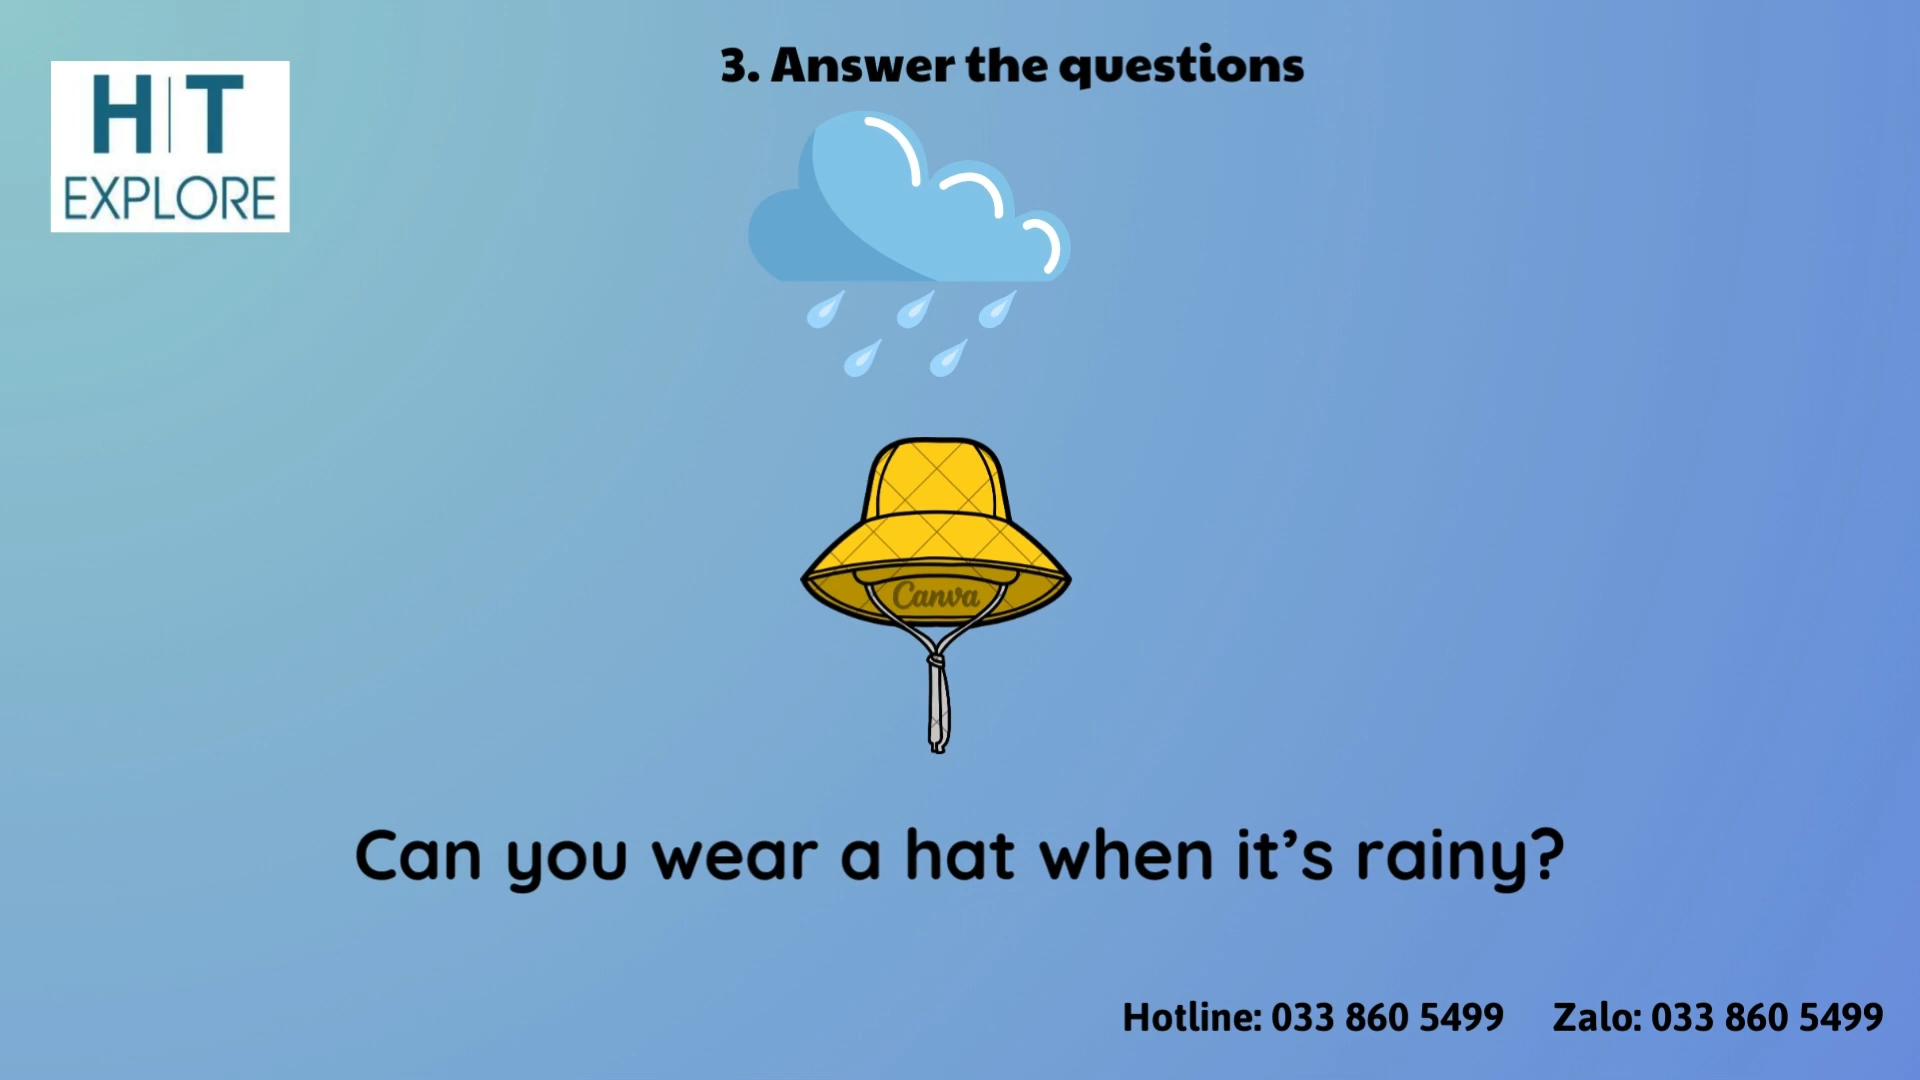 3. Answer the questions
H|T
EXPLORE
Canva
Can you wear a hat when it's rainy?
Hotline: 033 860 5499 Zalo: 033 860 5499